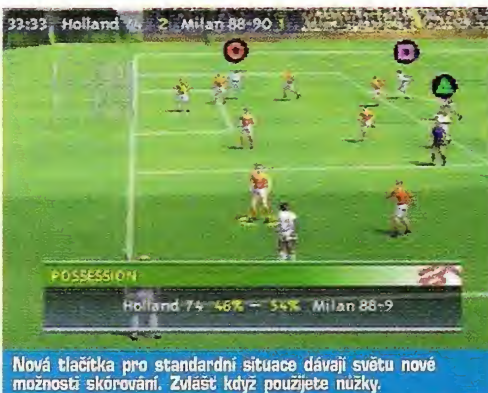 33:33 Holland 74 2 Milan 88-90 1
POSSESSION
Holland 74 46% - 54% Milan 88-9
Nová tlačítka pro standardní situace dávají světu nové
možnosti skórování. Zvlášť když použijete nůžky.